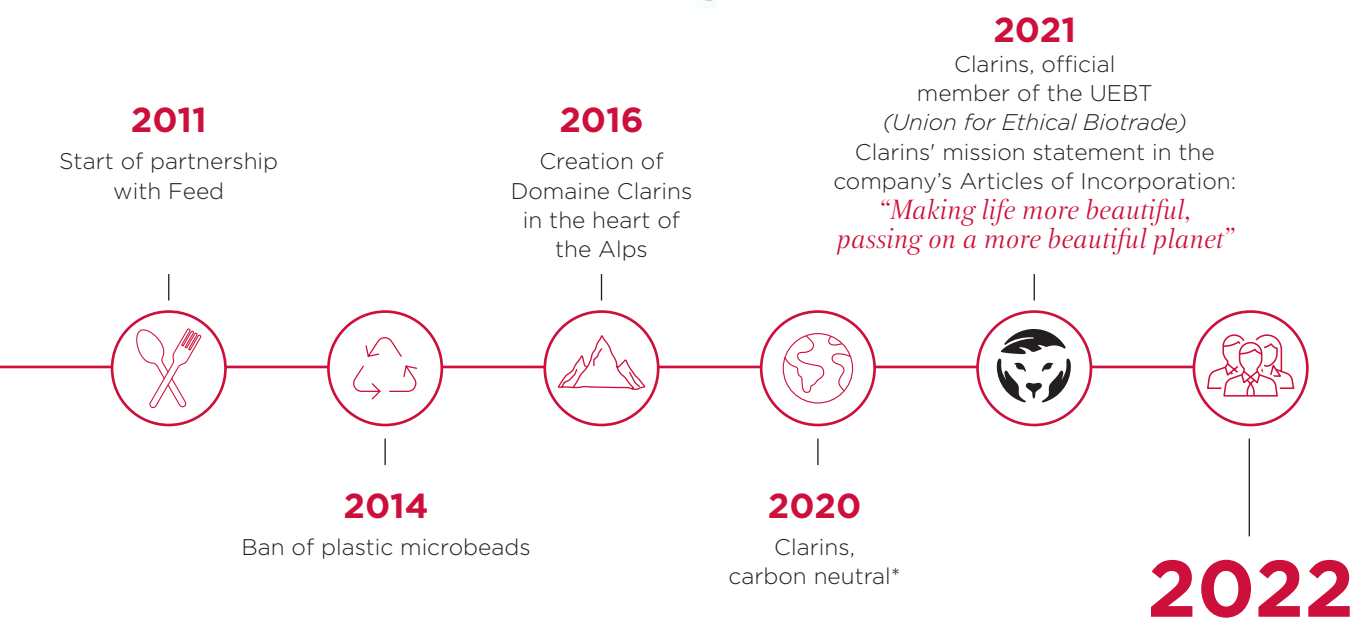 2011
Start of partnership
with Feed
2014
Ban of plastic microbeads
2016
Creation of
Domaine Clarins
in the heart of
the Alps
2020
Clarins,
carbon neutral*
2021
Clarins, official
member of the UEBT
(Union for Ethical Biotrade)
Clarins' mission statement in the
company’s Articles of Incorporation:
“Making life more beautiful,
passing on a more beautiful planet”
2022